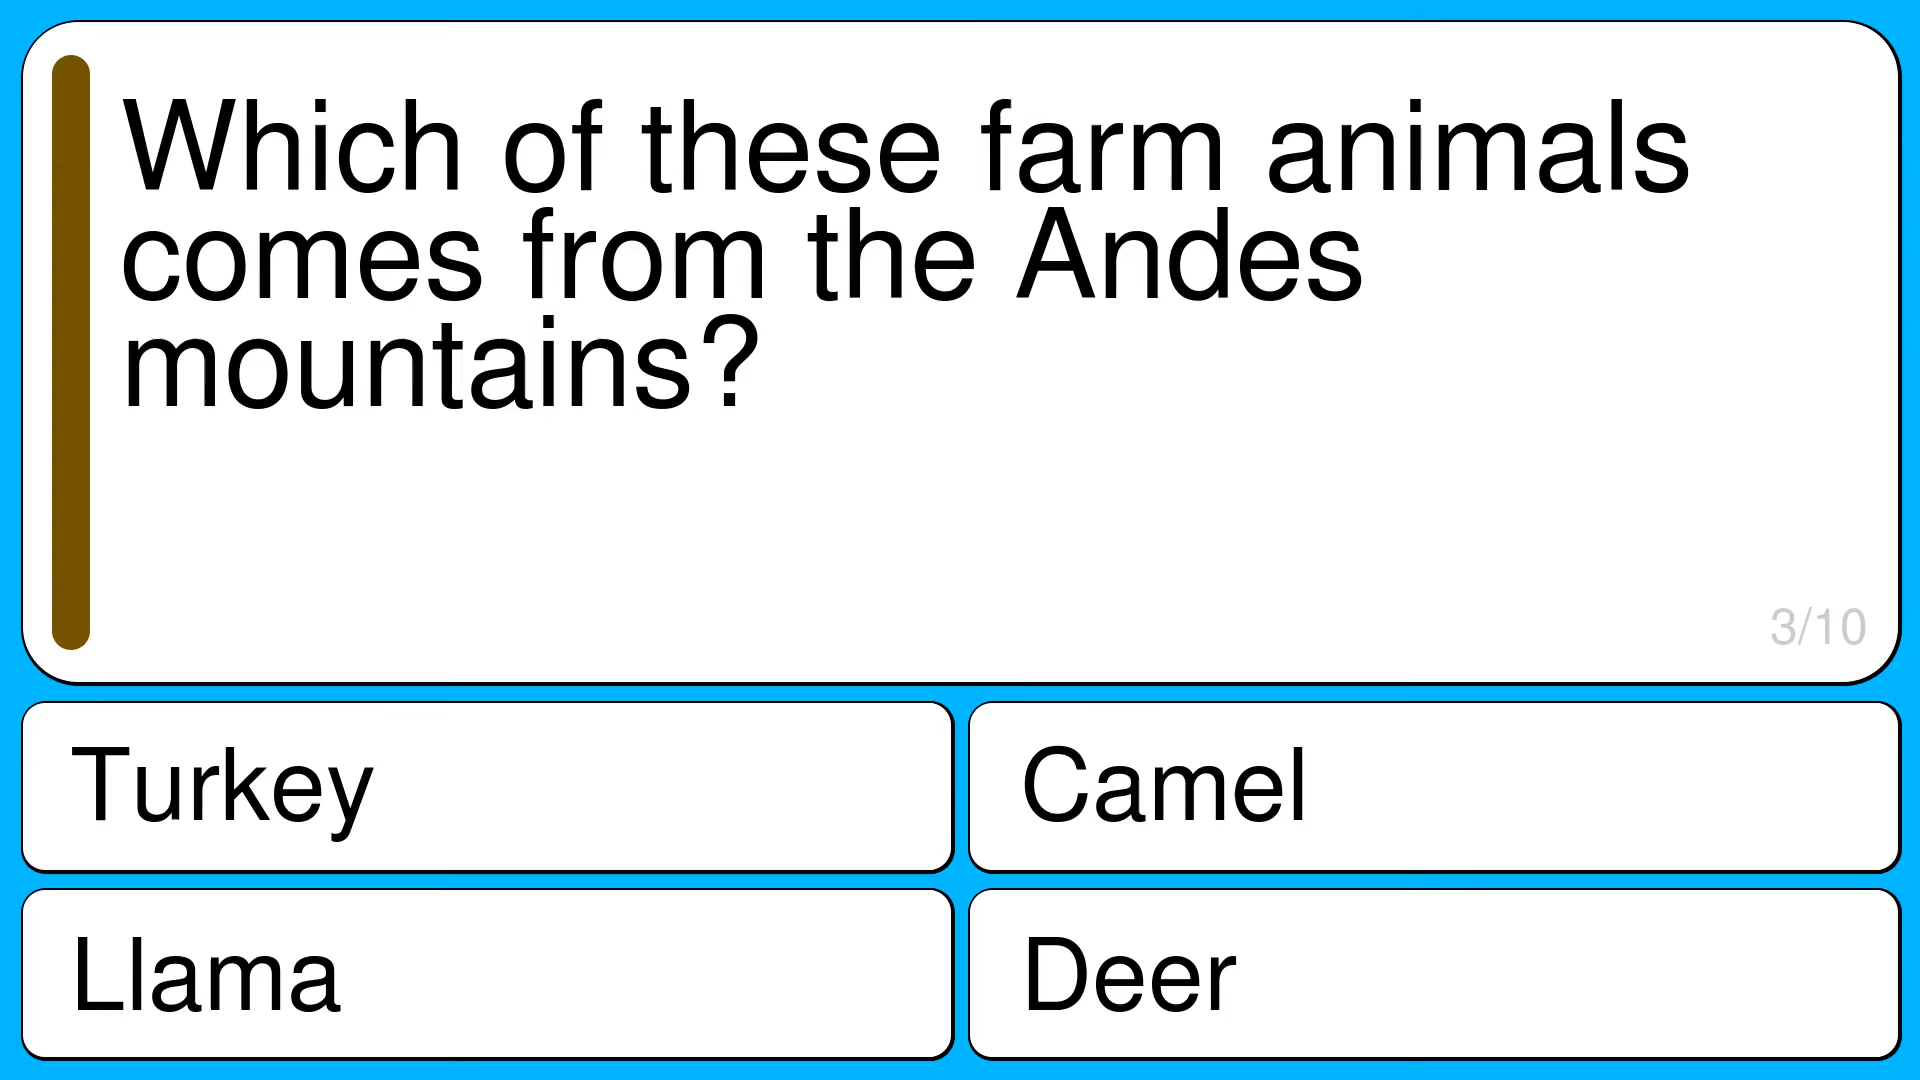 Which of these farm animals
comes from the Andes
mountains?
3/10
Turkey
Camel
Llama
Deer